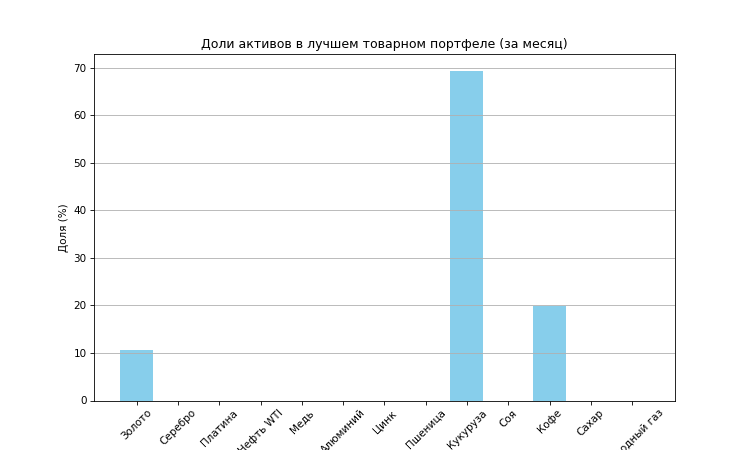 Доли активов в лучшем товарном портфеле (за месяц)
Доля (%)
70
60
50
40
30
20
10
0
Золото
Серебро
Платина
Нефть WTI
Медь
Алюминий
Цинк
Пшеница
Кукуруза
Соя
Кофе
Сахар
газ